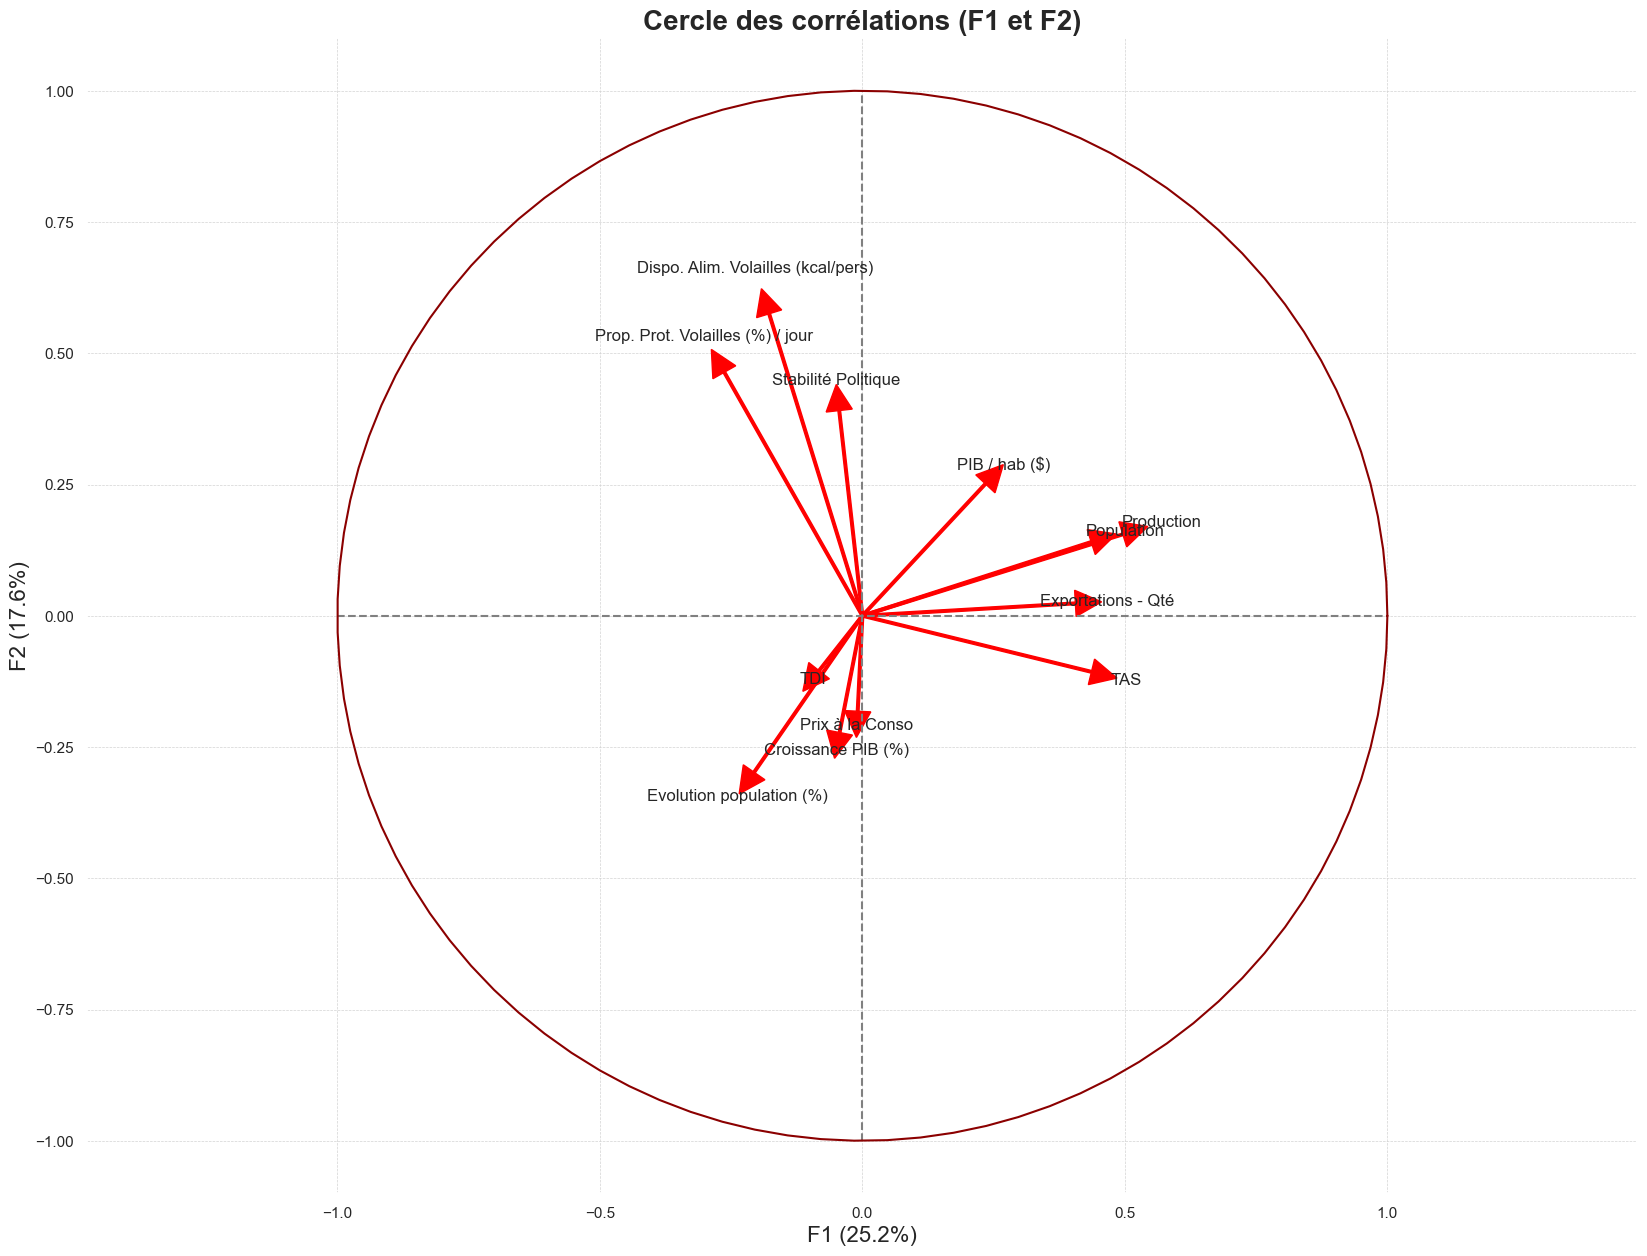 Cercle des corrélations (F1 et F2)
1.00
0.75
Dispo. Alim. Volailles (kcal/pers)
Prop. Prot. Volailles (%) / jour
0.50
Stabilité Politique
PIB / hab ($)
0.25
Production
Population
Exportations - Qté
0.00
F2 (17.6%)
TDI
TAS
Prix à la Conso
−0.25
Croissance PIB (%)
Evolution population (%)
−0.50
−0.75
−1.00
−1.0
−0.5
0.0
0.5
1.0
F1 (25.2%)